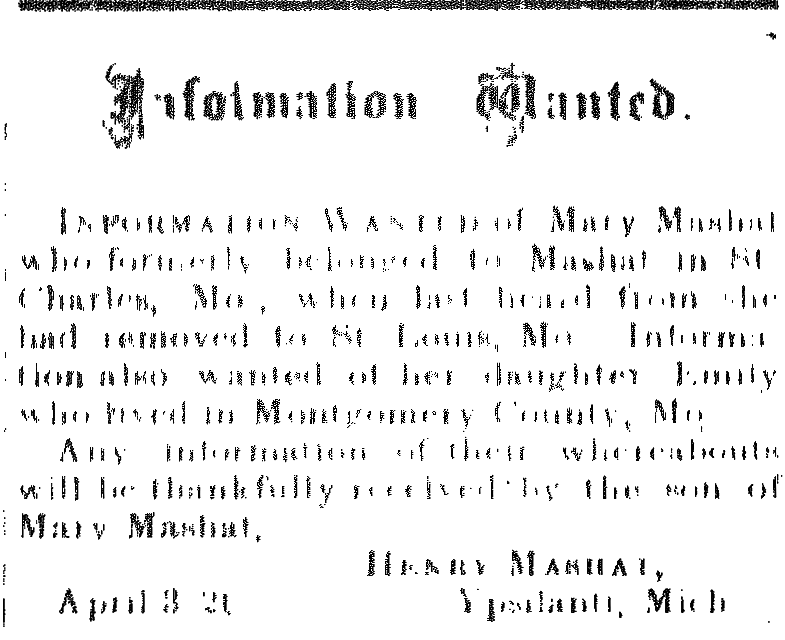 Information Wanted.
INFORMATION WANTED of Mary Mashat
who formerly belonged to Mashat in St
Charles, Mo, when last heard from she
had removed to St Louis, Mo Informa
tion also wanted of her daughter Emily
who lived in Montgomery County, Mo
Any information of their whereabouts
will be thankfully received by the son of
Mary Mashat,
HENRY MASHAT,
April 3 Ypsilanti, Mich